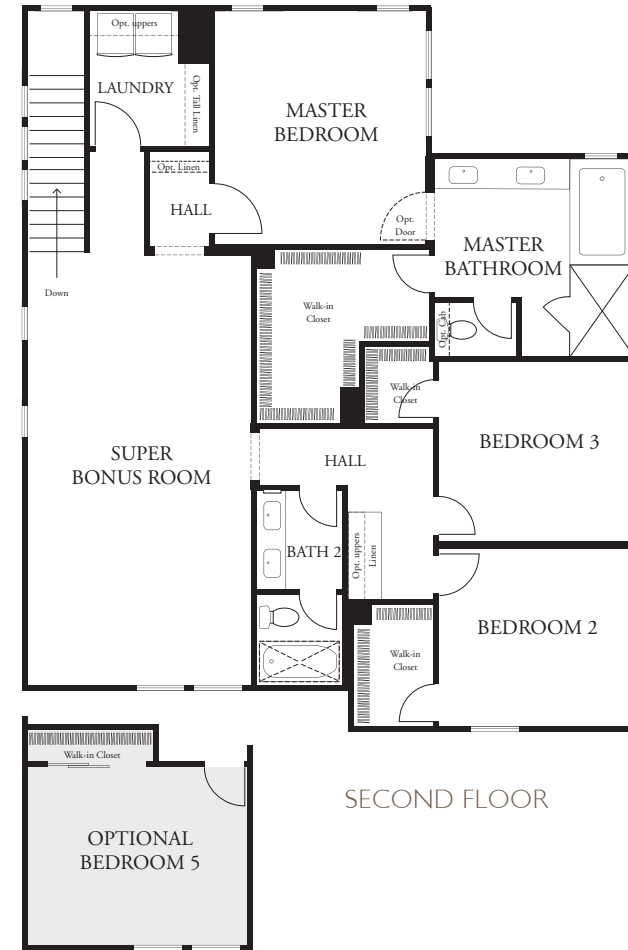 Opt. uppers
LAUNDRY
Opt. Tall Linen
MASTER
BEDROOM
Opt. Linen
HALL
Opt.
Door
MASTER
BATHROOM
Down
Walk-in
Closet
Opt. Cab
Walk-in
Closet
SUPER
BONUS ROOM
HALL
BEDROOM 3
BATH 2
Opt. uppers
Linen
BEDROOM 2
Walk-in
Closet
Walk-in Closet
OPTIONAL
BEDROOM 5
SECOND FLOOR